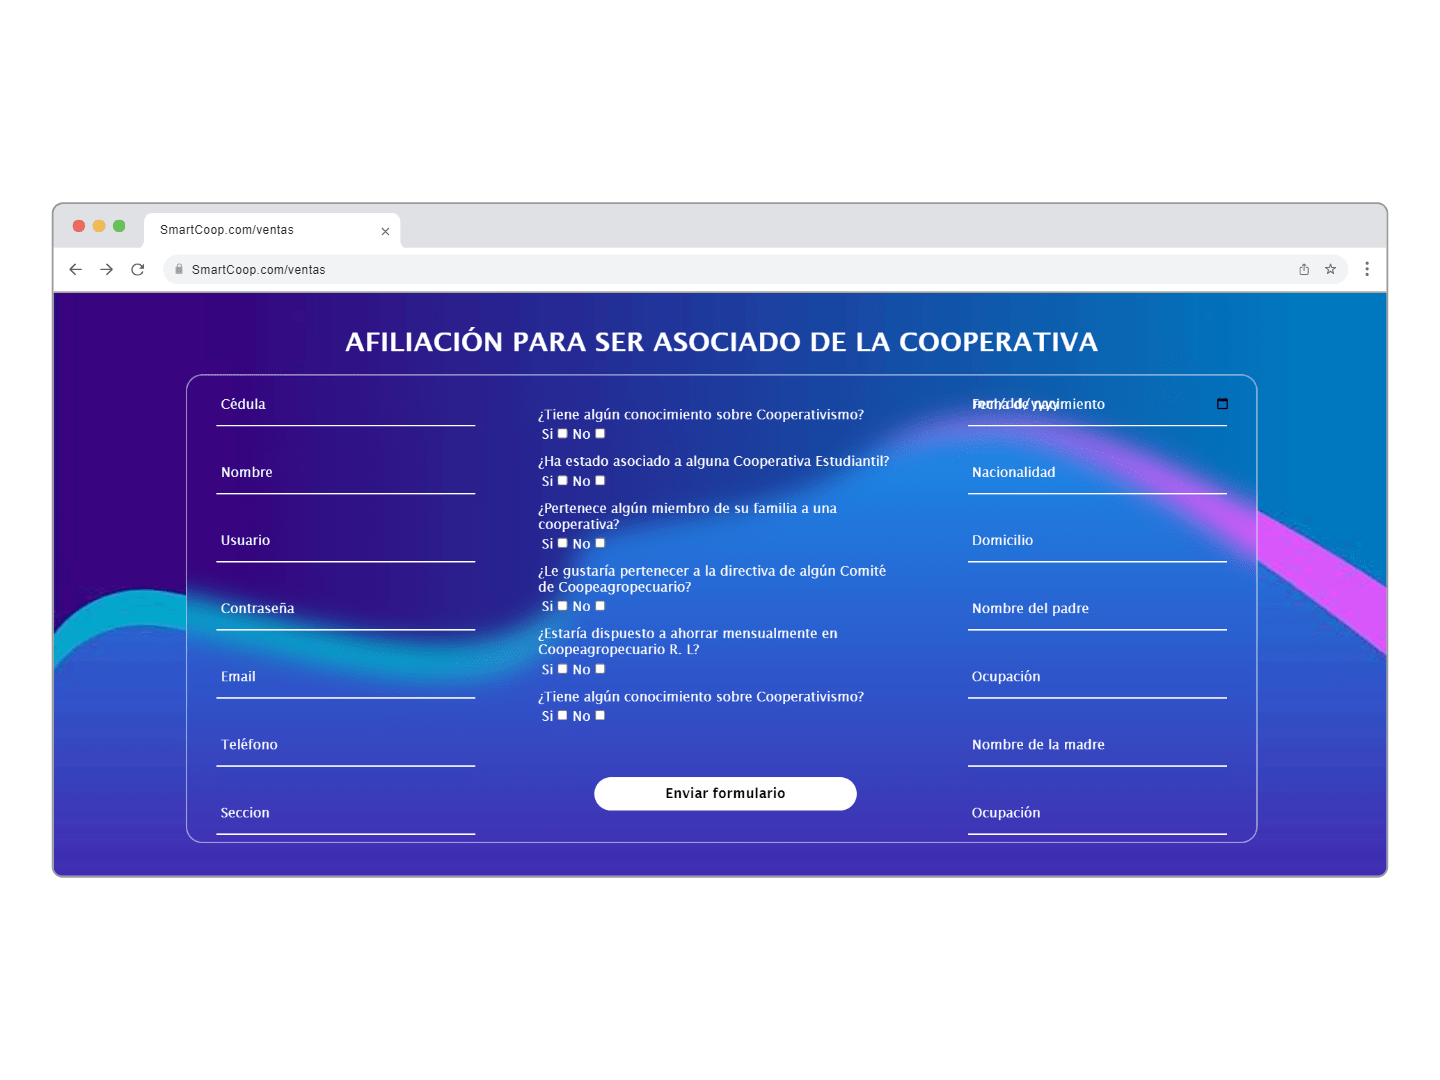 SmartCoop.com/ventas
SmartCoop.com/ventas
AFILIACIÓN PARA SER ASOCIADO DE LA COOPERATIVA
Cédula
Nombre
Usuario
Contraseña
Email
Teléfono
Seccion
¿Tiene algún conocimiento sobre Cooperativismo?
Si No
¿Ha estado asociado a alguna Cooperativa Estudiantil?
Si No
¿Pertenece algún miembro de su familia a una
cooperativa?
Si No
¿Le gustaría pertenecer a la directiva de algún Comité
de Coopeagropecuario?
Si No
¿Estaría dispuesto a ahorrar mensualmente en
Coopeagropecuario R. L?
Si No
¿Tiene algún conocimiento sobre Cooperativismo?
Si No
Enviar formulario
Fecha de nacimiento
mm/dd/yyyy
Nacionalidad
Domicilio
Nombre del padre
Ocupación
Nombre de la madre
Ocupación